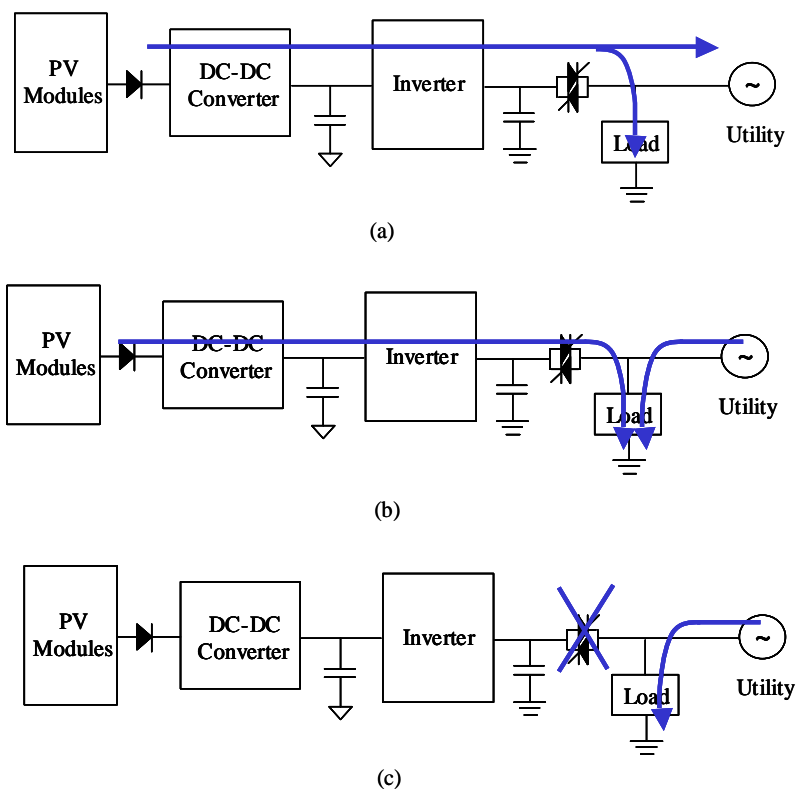 PV
Modules
DC-DC
Converter
Inverter
~
Load
Utility
(a)
PV
Modules
DC-DC
Converter
Inverter
~
Load
Utility
(b)
PV
Modules
DC-DC
Converter
Inverter
~
Load
Utility
(c)